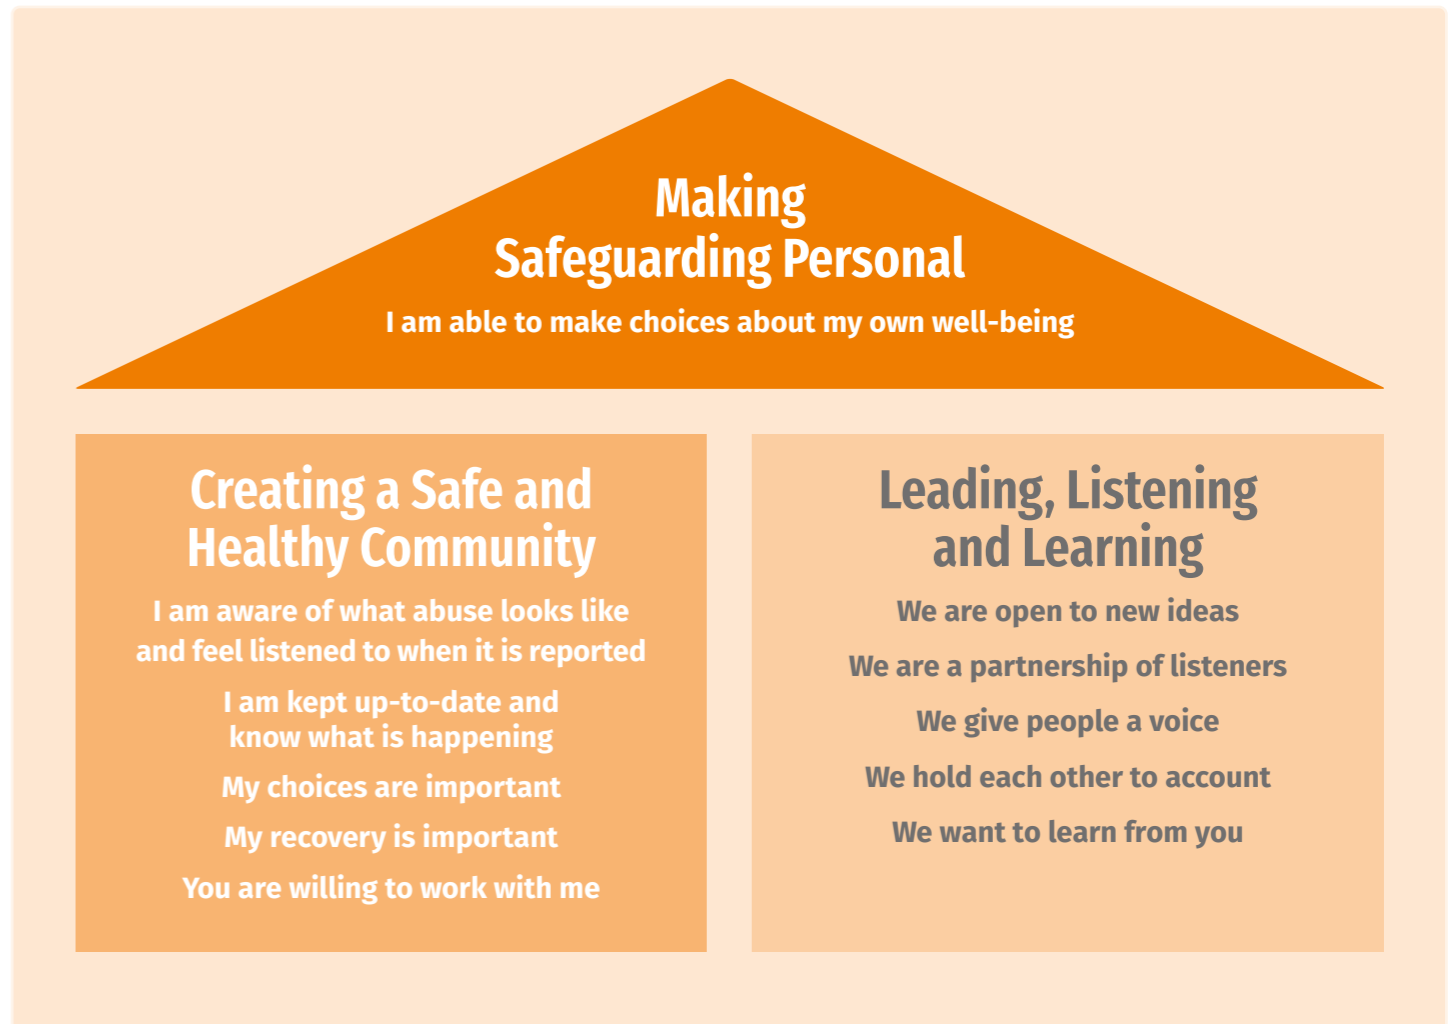 Making
Safeguarding Personal
I am able to make choices about my own well-being
Creating a Safe and
Healthy Community
I am aware of what abuse looks like
and feel listened to when it is reported
I am kept up-to-date and
know what is happening
My choices are important
My recovery is important
You are willing to work with me
Leading, Listening
and Learning
We are open to new ideas
We are a partnership of listeners
We give people a voice
We hold each other to account
We want to learn from you